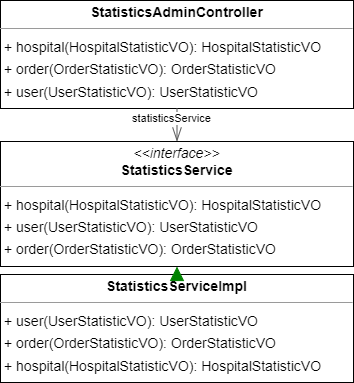 StatisticsAdminController
+ hospital(HospitalStatisticVO): HospitalStatisticVO
+ order(OrderStatisticVO): OrderStatisticVO
+ user(UserStatisticVO): UserStatisticVO
statisticsService
<<interface>>
StatisticsService
+ hospital(HospitalStatisticVO): HospitalStatisticVO
+ user(UserStatisticVO): UserStatisticVO
+ order(OrderStatisticVO): OrderStatisticVO
StatisticsServiceImpl
+ user(UserStatisticVO): UserStatisticVO
+ order(OrderStatisticVO): OrderStatisticVO
+ hospital(HospitalStatisticVO): HospitalStatisticVO